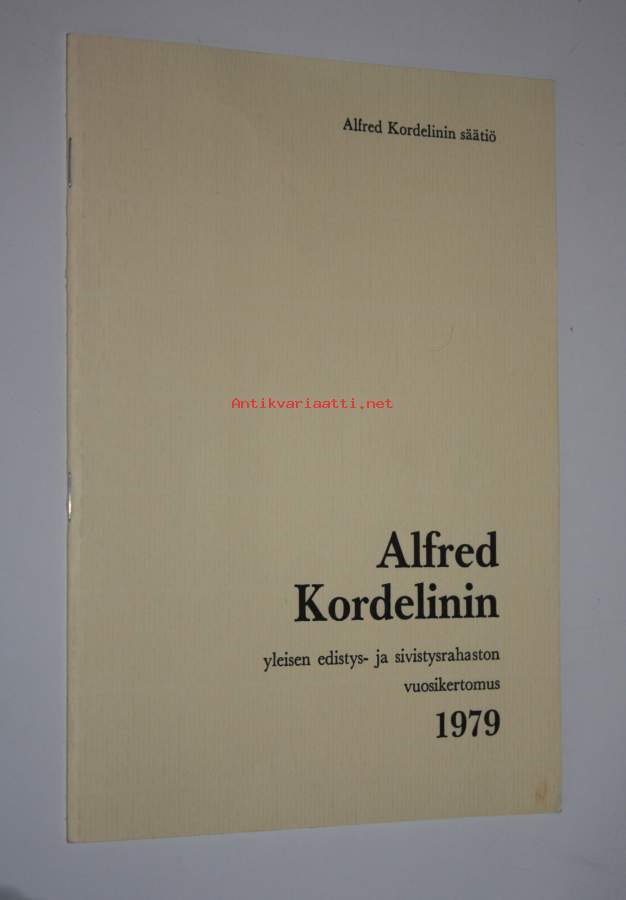 Alfred Kordelinin säätiö
Antikvariaatti.net
Alfred
Kordelinin
yleisen edistys- ja sivistysrahaston
vuosikertomus
1979